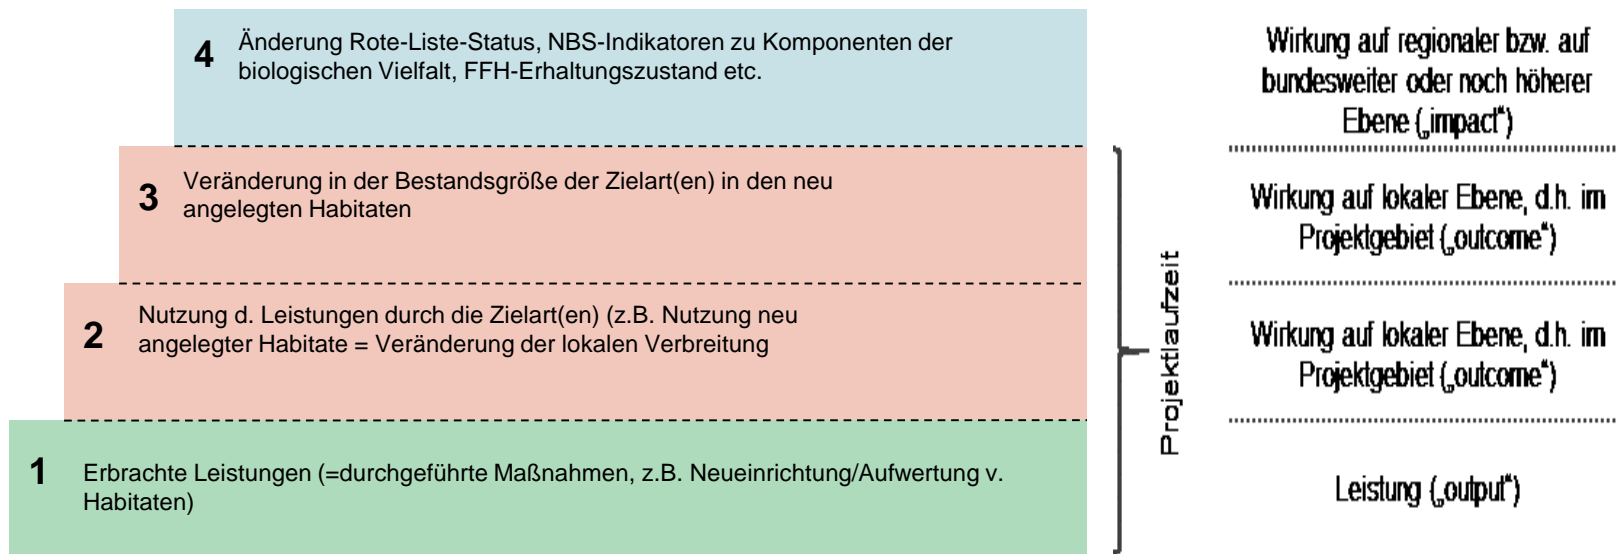 4
Änderung Rote-Liste-Status, NBS-Indikatoren zu Komponenten der
biologischen Vielfalt, FFH-Erhaltungszustand etc.
Wirkung auf regionaler bzw. auf
bundesweiter oder noch höherer
Ebene („impact“)
3
Veränderung in der Bestandsgröße der Zielart(en) in den neu
angelegten Habitaten
Wirkung auf lokaler Ebene, d.h. im
Projektgebiet („outcome“)
2
Nutzung d. Leistungen durch die Zielart(en) (z.B. Nutzung neu
angelegter Habitate = Veränderung der lokalen Verbreitung
Wirkung auf lokaler Ebene, d.h. im
Projektgebiet („outcome“)
1
Erbrachte Leistungen (=durchgeführte Maßnahmen, z.B. Neueinrichtung/Aufwertung v.
Habitaten)
Leistung („output“)
Projektlaufzeit